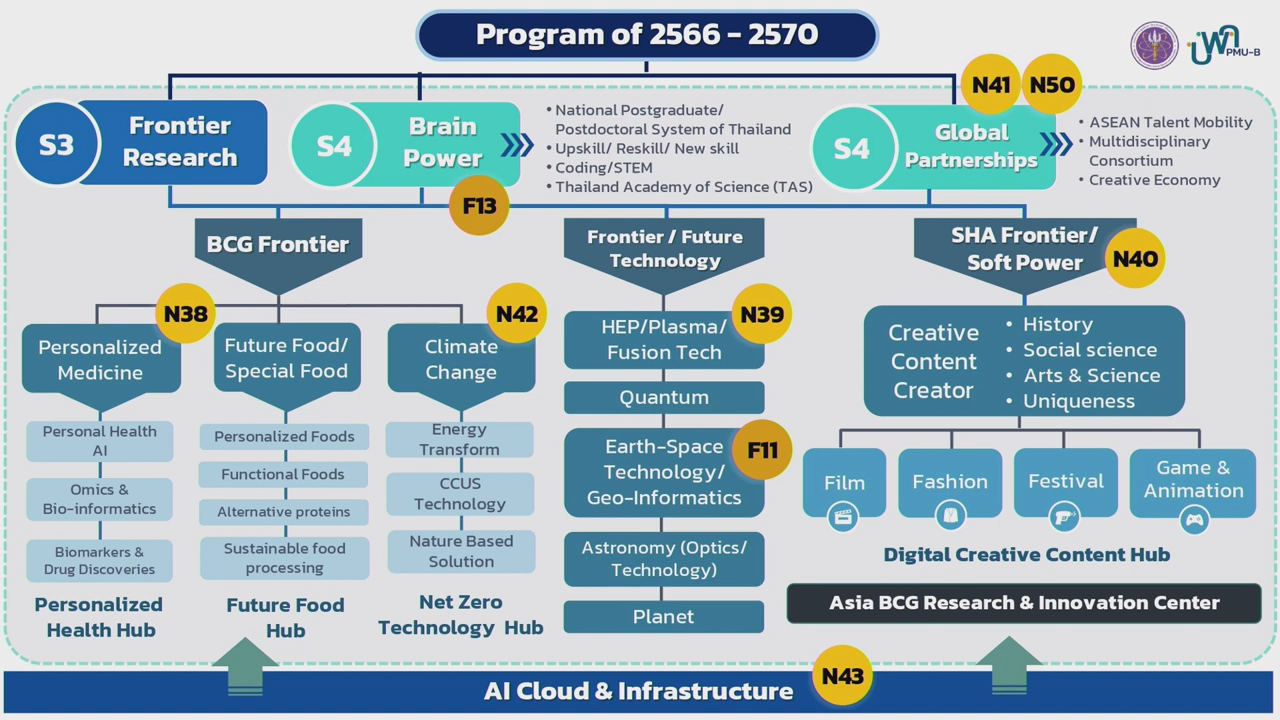 Program of 2566 - 2570
PMU-B
N41
N50
S3
Frontier
Research
S4
Brain
Power
• National Postgraduate/
Postdoctoral System of Thailand
• Upskill/ Reskill/ New skill
• Coding/STEM
• Thailand Academy of Science (TAS)
S4
Global
Partnerships
• ASEAN Talent Mobility
• Multidisciplinary
Consortium
• Creative Economy
F13
BCG Frontier
Frontier / Future
Technology
SHA Frontier/
Soft Power
N40
N38
Personalized
Medicine
Personal Health
AI
Omics &
Bio-informatics
Biomarkers &
Drug Discoveries
Personalized
Health Hub
Future Food/
Special Food
Personalized Foods
Functional Foods
Alternative proteins
Sustainable food
processing
Future Food
Hub
N42
Climate
Change
Energy
Transform
CCUS
Technology
Nature Based
Solution
Net Zero
Technology Hub
N39
HEP/Plasma/
Fusion Tech
Quantum
F11
Earth-Space
Technology/
Geo-Informatics
Astronomy (Optics/
Technology)
Planet
Creative
Content
Creator
• History
• Social science
• Arts & Science
• Uniqueness
Film
Fashion
Festival
Game &
Animation
Digital Creative Content Hub
Asia BCG Research & Innovation Center
AI Cloud & Infrastructure
N43